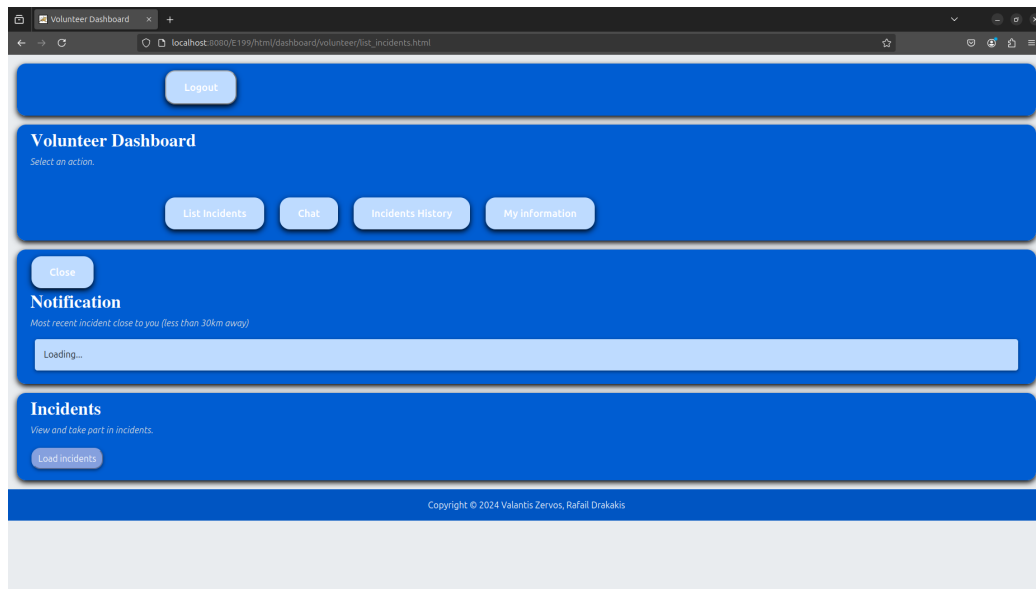 Volunteer Dashboard
localhost:8080/E199/html/dashboard/volunteer/list_incidents.html
Logout
Volunteer Dashboard
Select an action.
List Incidents Chat Incidents History My information
Close
Notification
Most recent incident close to you (less than 30km away)
Loading...
Incidents
View and take part in incidents.
Load incidents
Copyright © 2024 Valantis Zervos, Rafail Drakakis